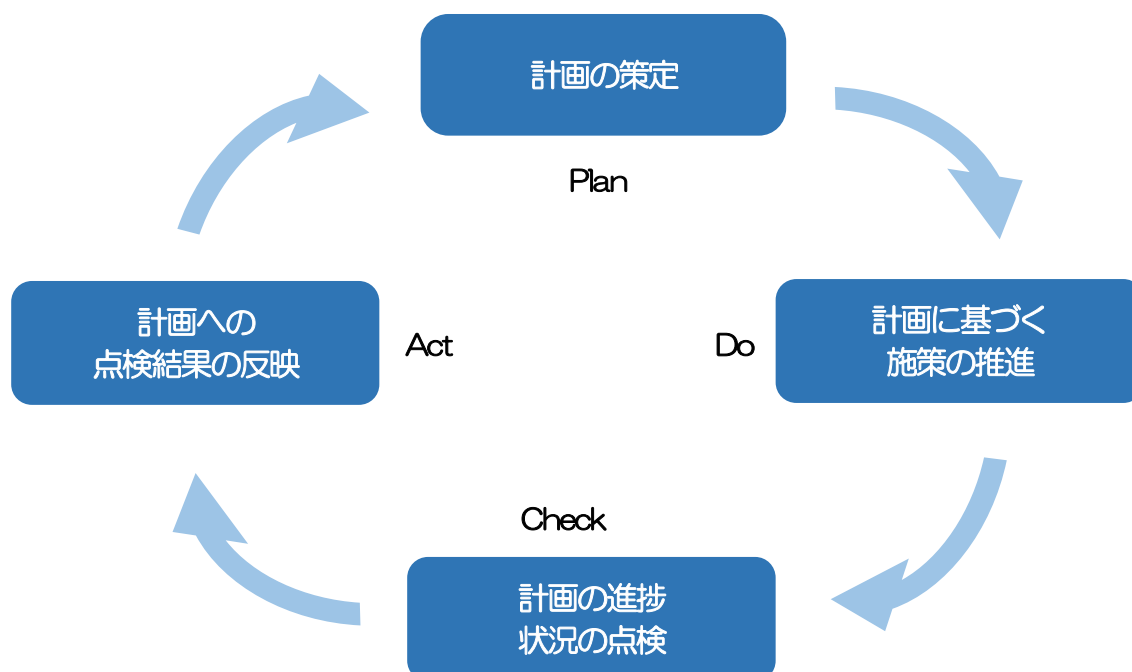 計画の策定
Plan
計画への
点検結果の反映
Act
Do
計画に基づく
施策の推進
Check
計画の進捗
状況の点検